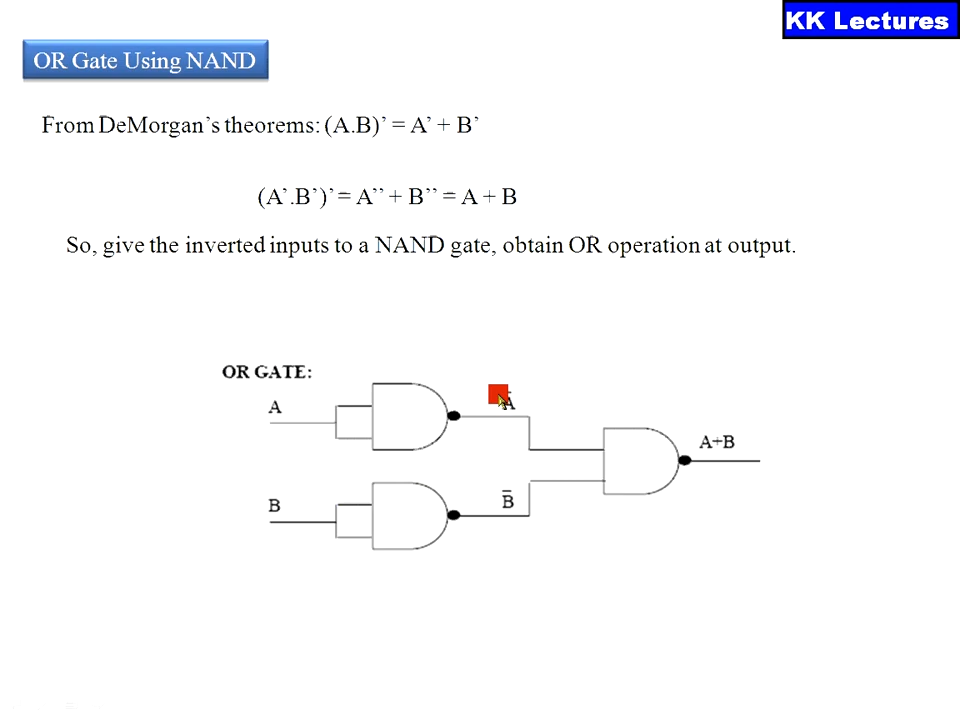 KK Lectures
OR Gate Using NAND
From DeMorgan's theorems: (A.B)' = A' + B'
(A'.B')' = A'' + B'' = A + B
So, give the inverted inputs to a NAND gate, obtain OR operation at output.
OR GATE:
A
Ā
A+B
B
B̄